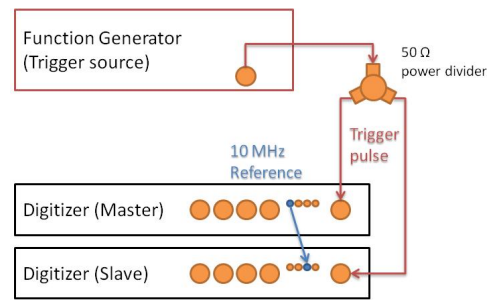 Function Generator
(Trigger source)
50 Ω
power divider
Trigger
pulse
10 MHz
Reference
Digitizer (Master)
Digitizer (Slave)